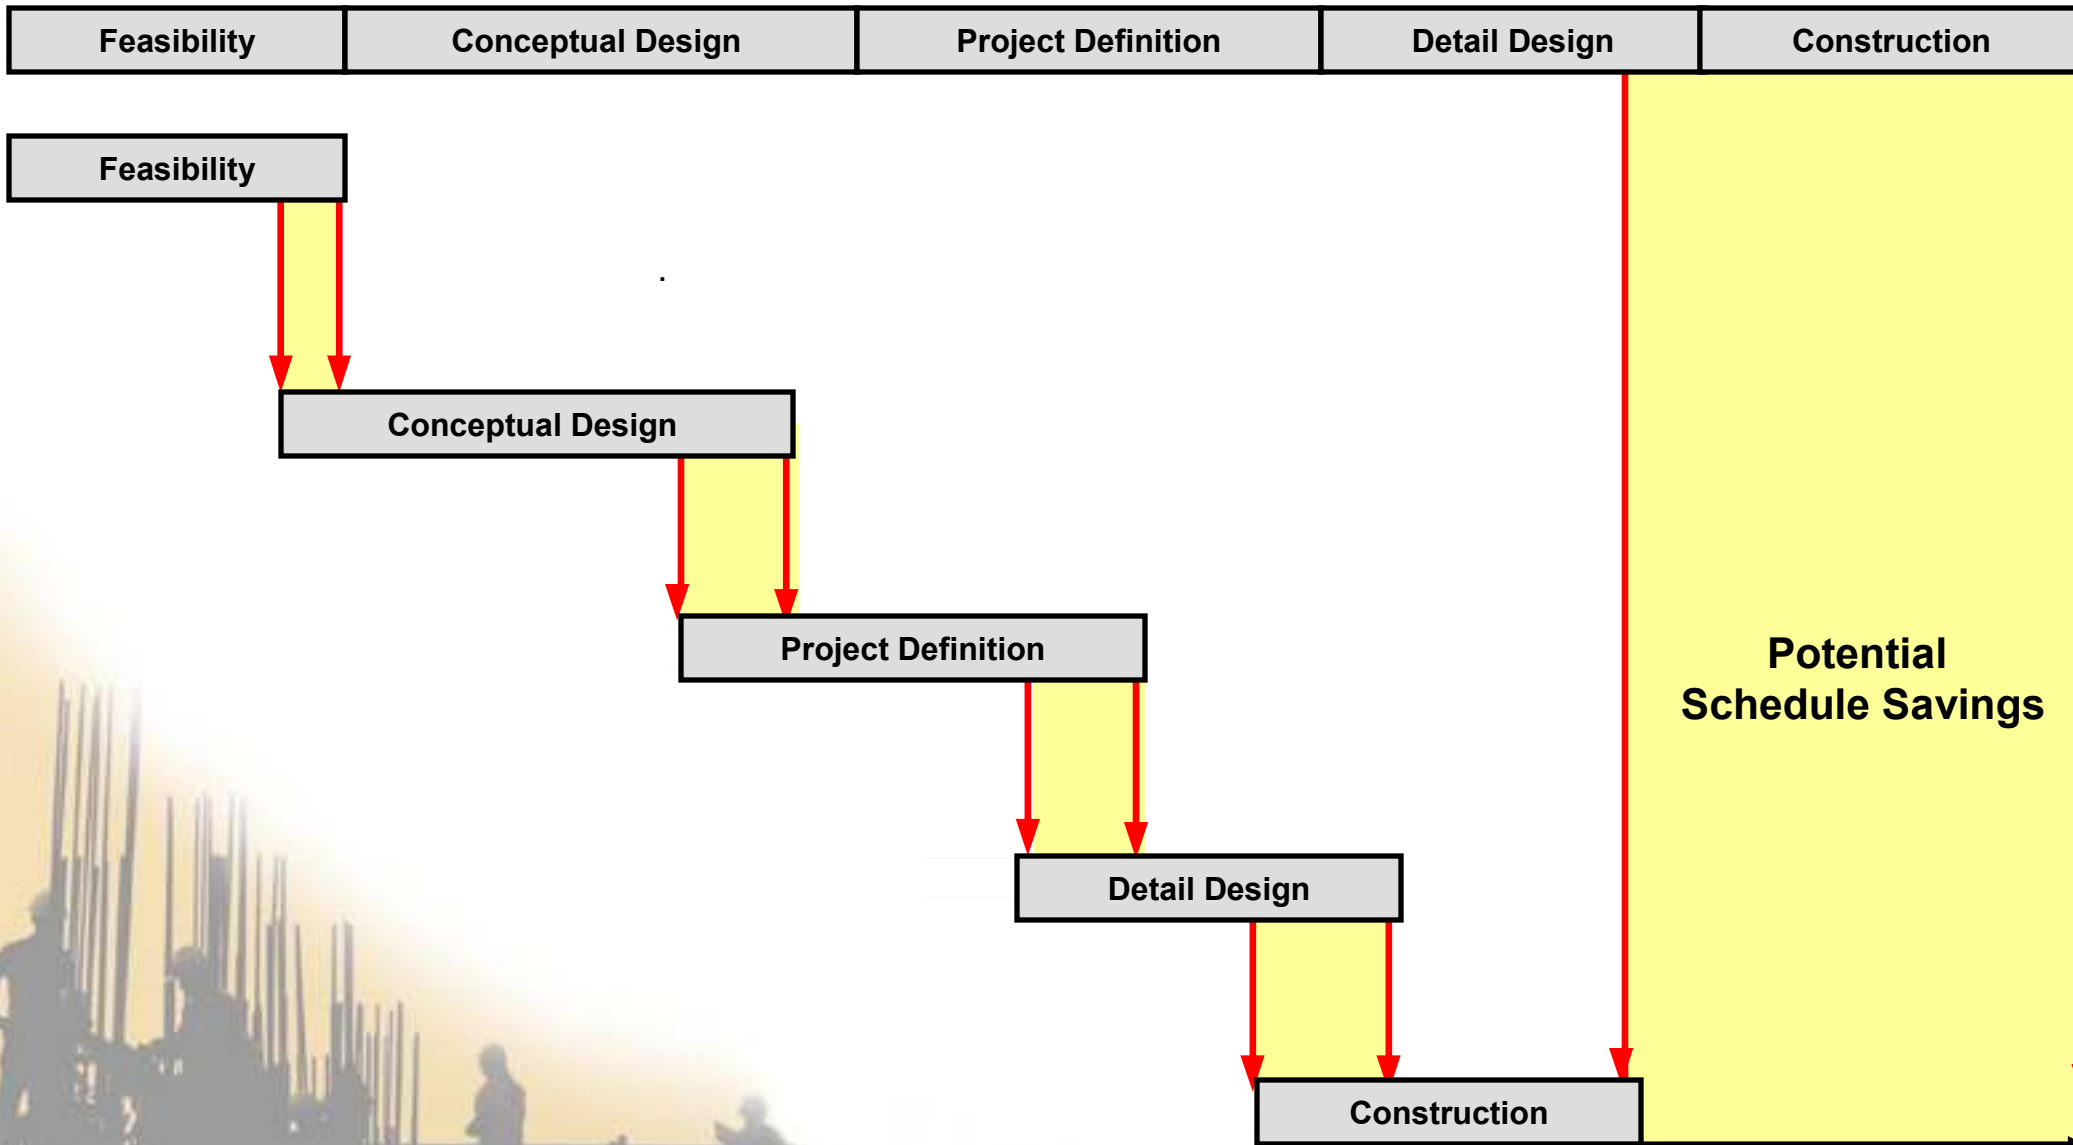 Feasibility
Conceptual Design
Project Definition
Detail Design
Construction
Feasibility
Conceptual Design
Project Definition
Potential
Schedule Savings
Detail Design
Construction